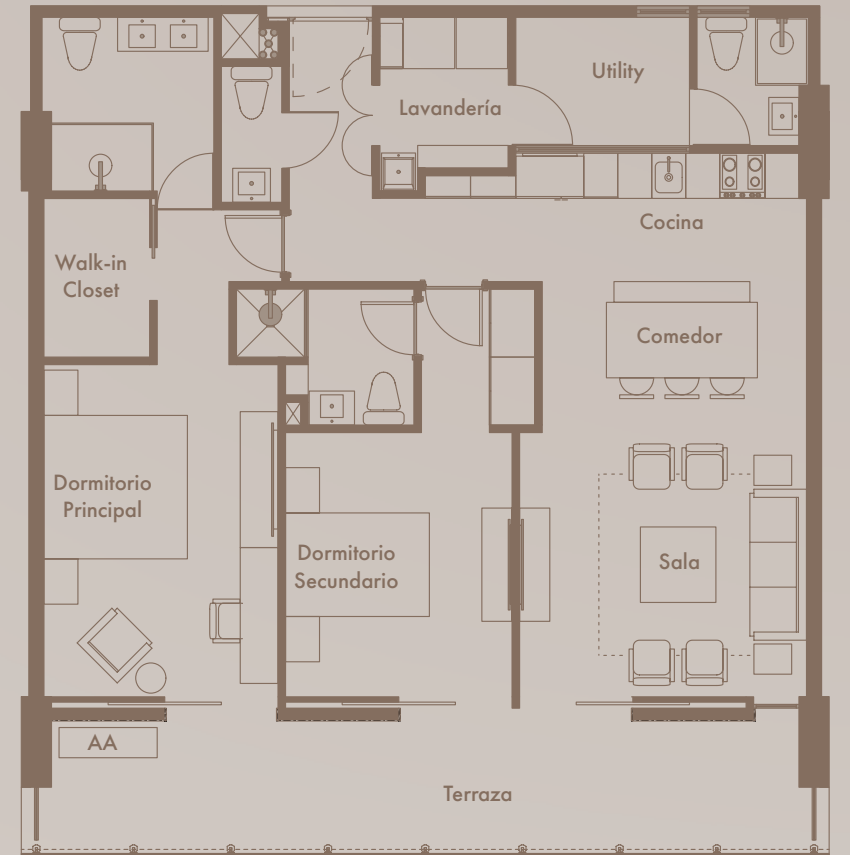 Utility
Lavandería
Cocina
Walk-in
Closet
Comedor
Dormitorio
Principal
Dormitorio
Secundario
Sala
AA
Terraza